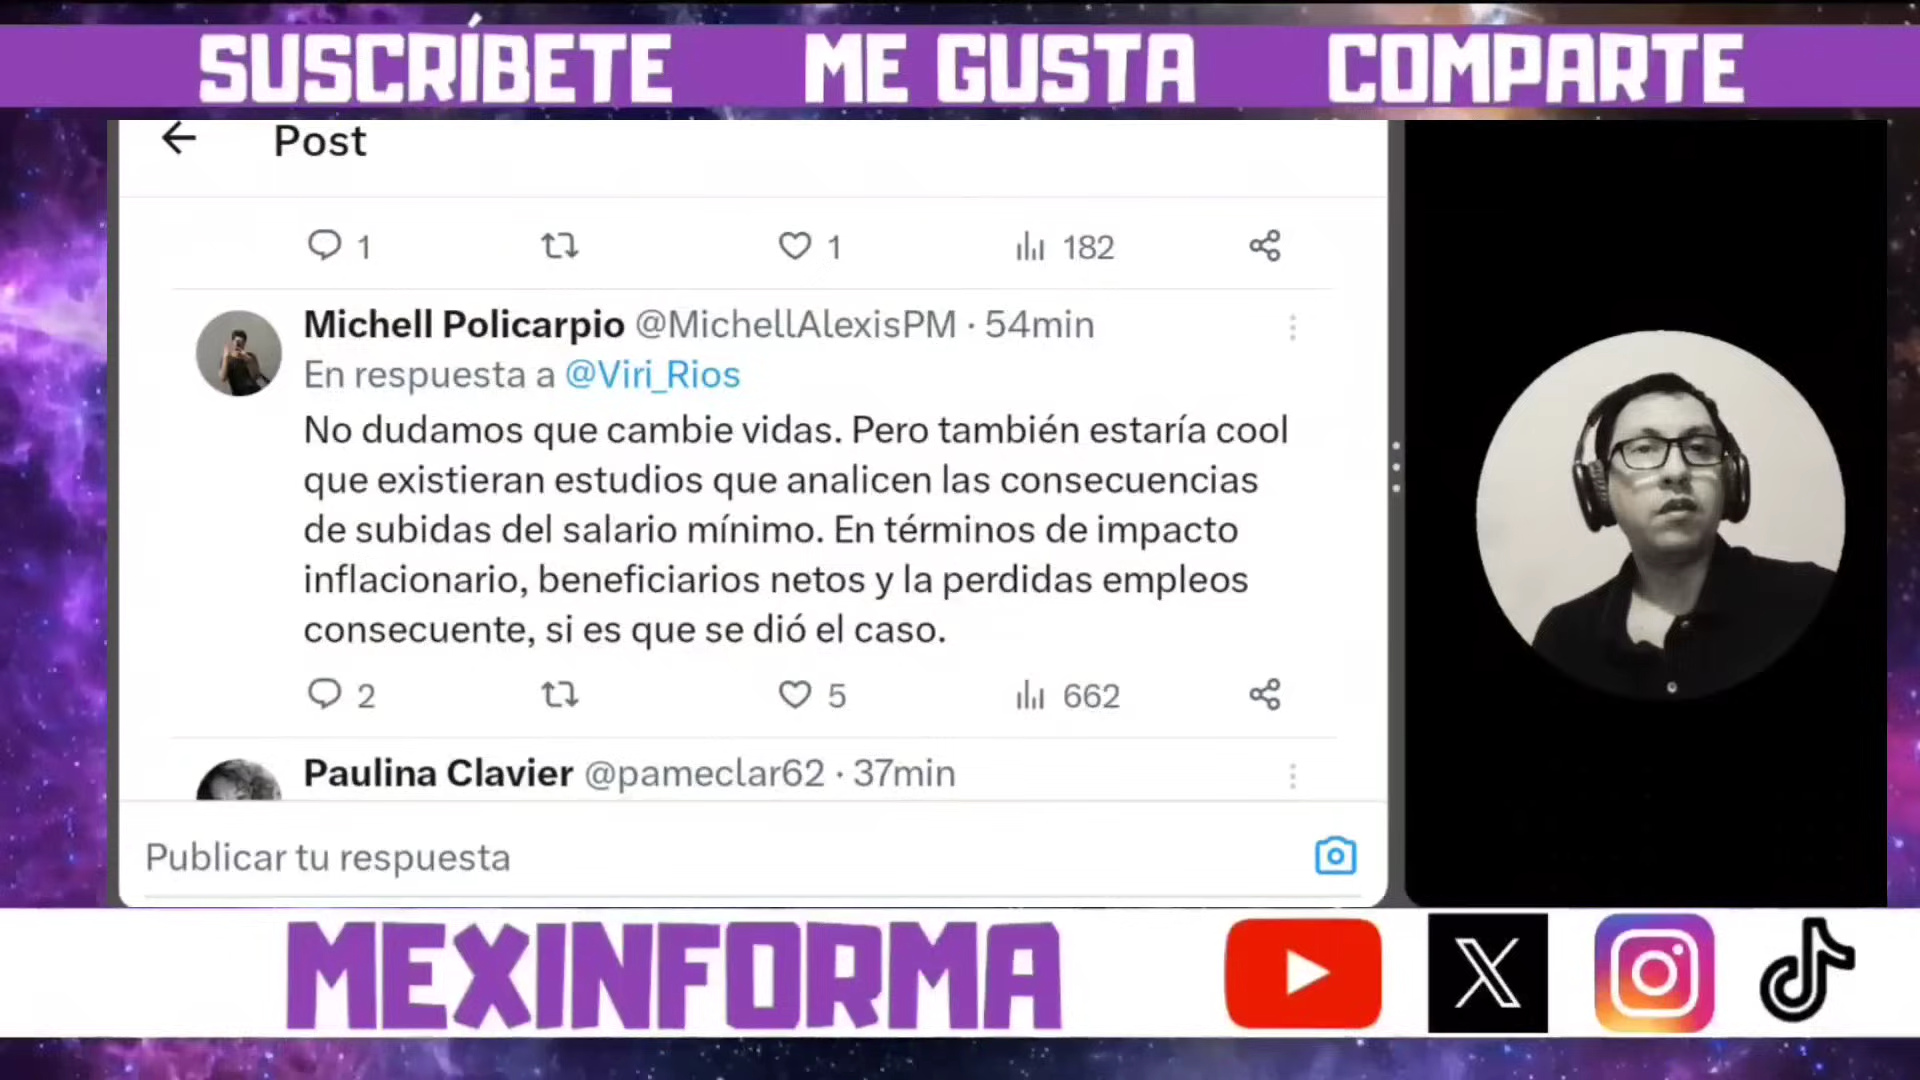 SUSCRÍBETE ME GUSTA COMPARTE
Post
1 1 182
Michell Policarpio @MichellAlexisPM · 54min
En respuesta a @Viri_Rios
No dudamos que cambie vidas. Pero también estaría cool
que existieran estudios que analicen las consecuencias
de subidas del salario mínimo. En términos de impacto
inflacionario, beneficiarios netos y la perdidas empleos
consecuente, si es que se dió el caso.
2 5 662
Paulina Clavier @pameclar62 · 37min
Publicar tu respuesta
MEXINFORMA